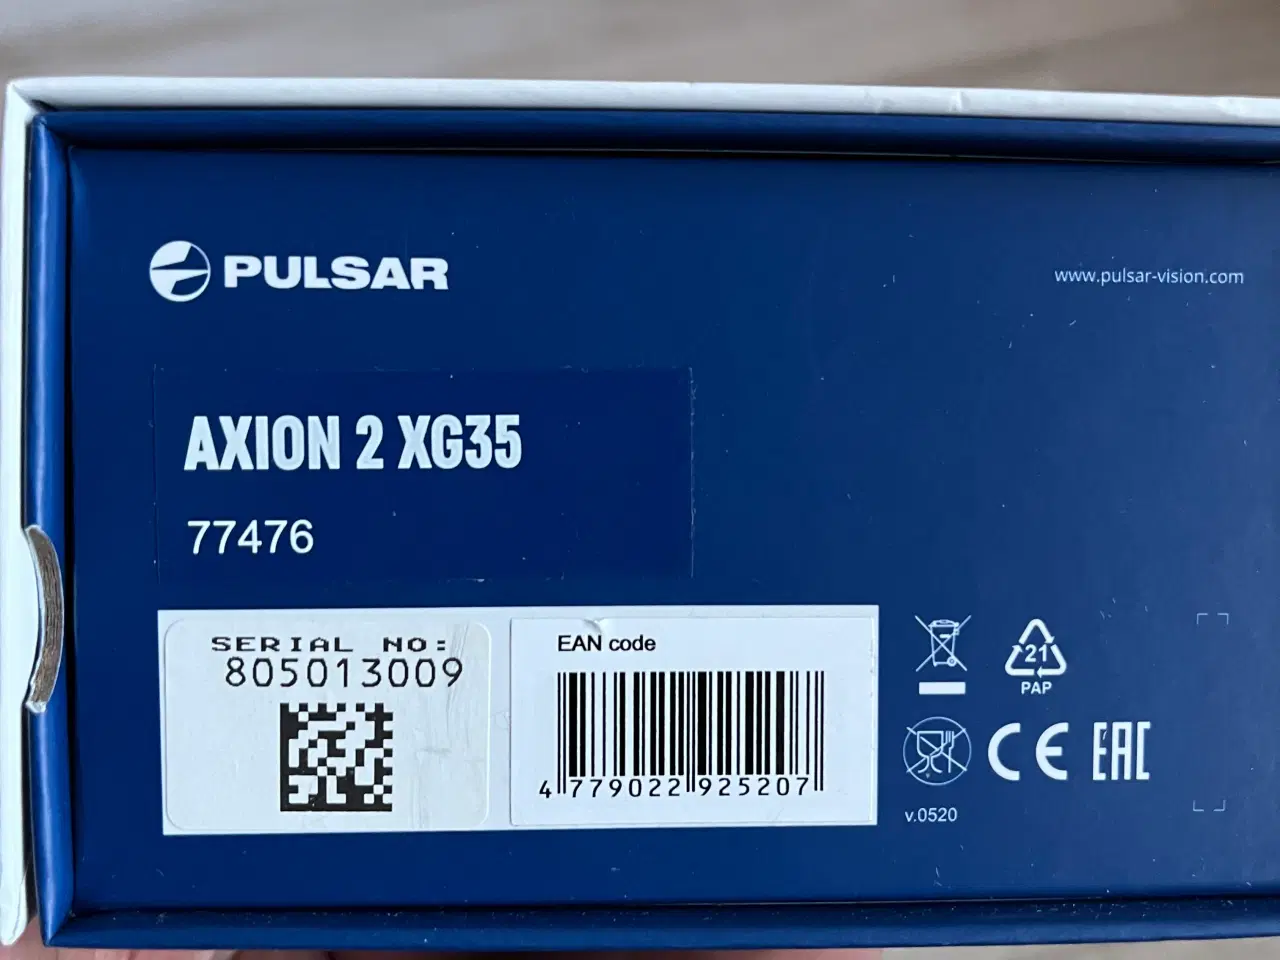 PULSAR
www.pulsar-vision.com
AXION 2 XG35
77476
SERIAL NO:
805013009
EAN code
4 779022 925207
21
PAP
CE EAC
v.0520